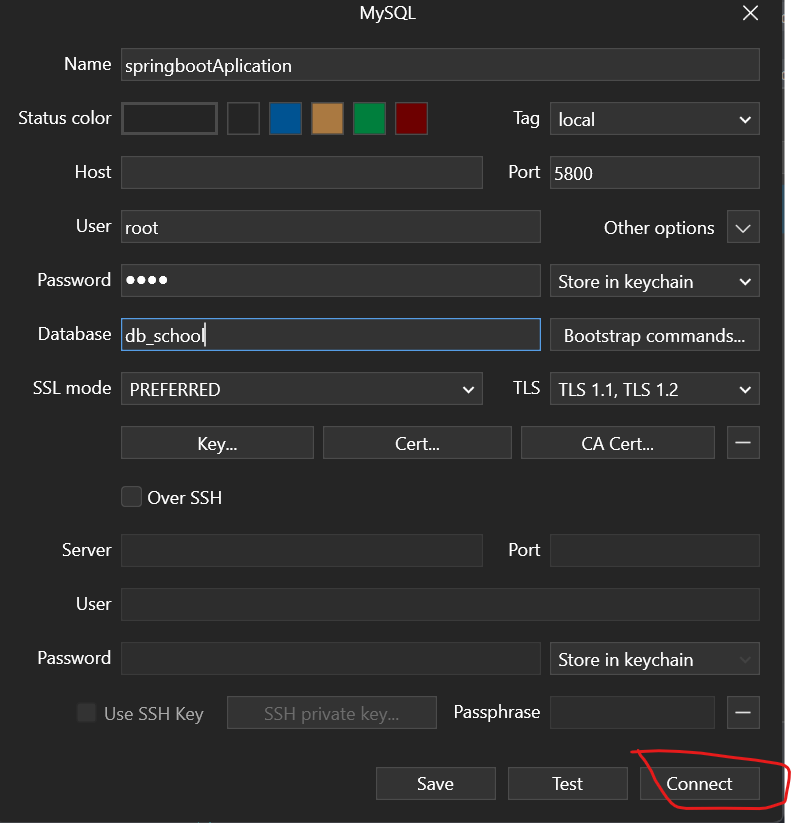 MySQL
Name springbootAplication
Status color Tag local
Host Port 5800
User root Other options
Password •••• Store in keychain
Database db_school Bootstrap commands...
SSL mode PREFERRED TLS TLS 1.1, TLS 1.2
Key... Cert... CA Cert...
Over SSH
Server Port
User
Password Store in keychain
Use SSH Key SSH private key... Passphrase
Save Test Connect